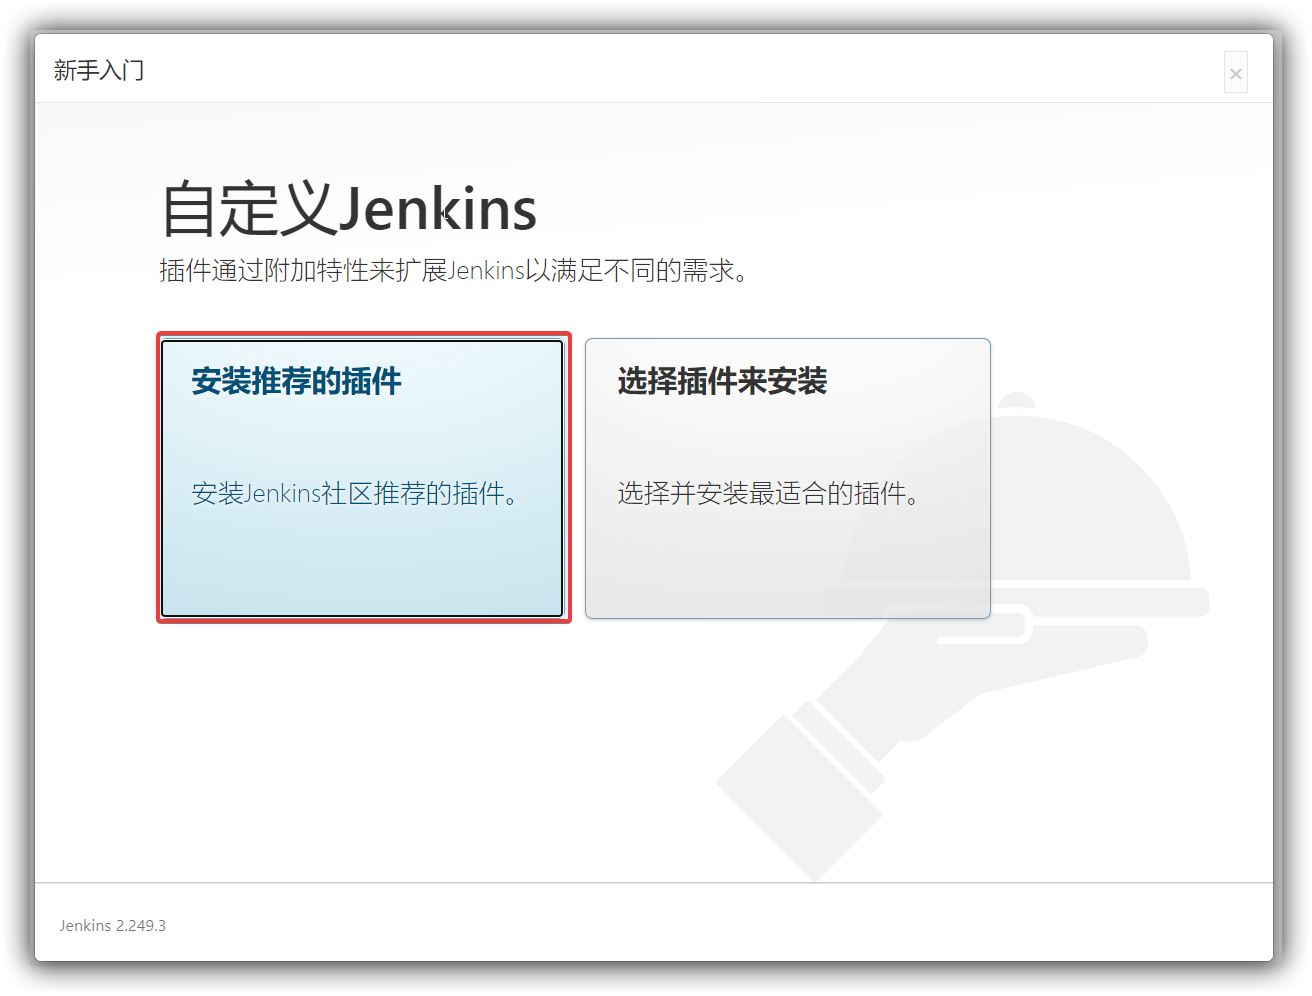 新手入门
×
自定义Jenkins
插件通过附加特性来扩展Jenkins以满足不同的需求。
安装推荐的插件
安装Jenkins社区推荐的插件。
选择插件来安装
选择并安装最适合的插件。
Jenkins 2.249.3